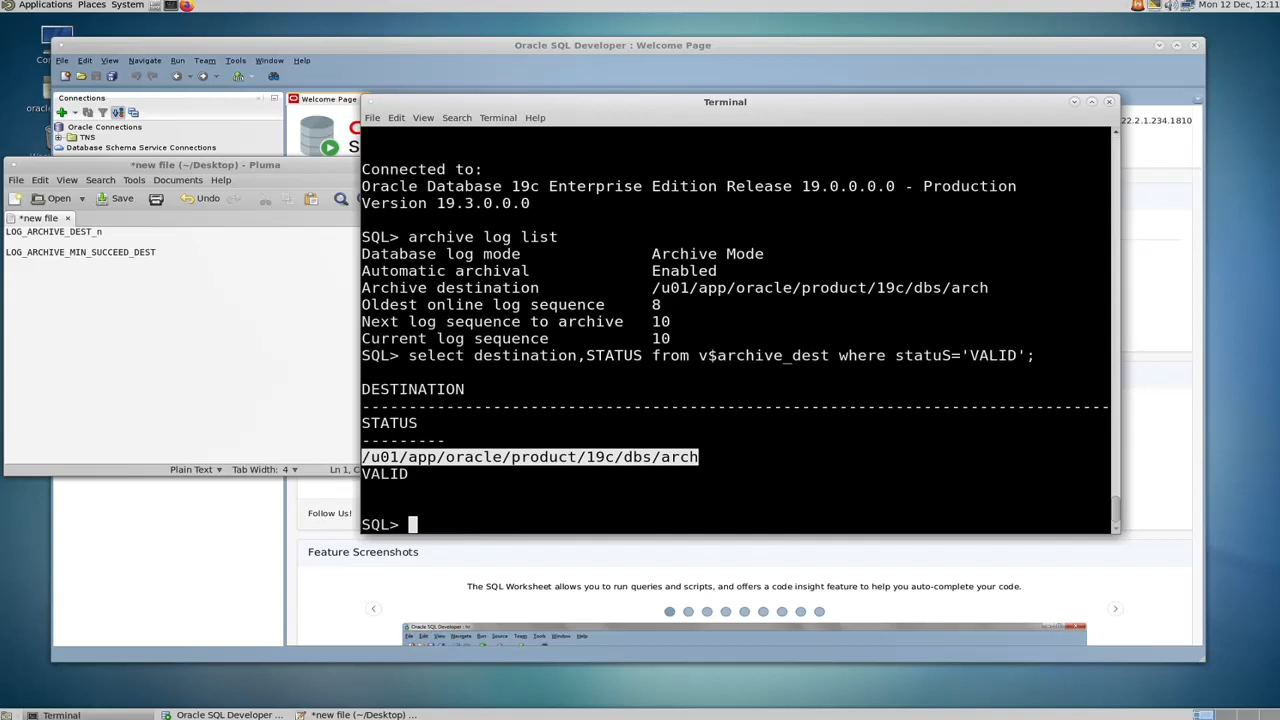 Applications Places System
Mon 12 Dec, 12:11
Oracle SQL Developer : Welcome Page
File Edit View Navigate Run Team Tools Window Help
Connections
Oracle Connections
TNS
Database Schema Service Connections
Welcome Page
22.2.1.234.1810
*new file (~/Desktop) - Pluma
File Edit View Search Tools Documents Help
Open Save Undo
*new file
LOG_ARCHIVE_DEST_n
LOG_ARCHIVE_MIN_SUCCEED_DEST
Plain Text Tab Width: 4 Ln 1, C
Terminal
File Edit View Search Terminal Help
Connected to:
Oracle Database 19c Enterprise Edition Release 19.0.0.0.0 - Production
Version 19.3.0.0.0
SQL> archive log list
Database log mode Archive Mode
Automatic archival Enabled
Archive destination /u01/app/oracle/product/19c/dbs/arch
Oldest online log sequence 8
Next log sequence to archive 10
Current log sequence 10
SQL> select destination,STATUS from v$archive_dest where statuS='VALID';
DESTINATION
--------------------------------------------------------------------------------
STATUS
---------
/u01/app/oracle/product/19c/dbs/arch
VALID
SQL>
Follow Us!
Feature Screenshots
The SQL Worksheet allows you to run queries and scripts, and offers a code insight feature to help you auto-complete your code.
Terminal
Oracle SQL Developer ...
*new file (~/Desktop) ...